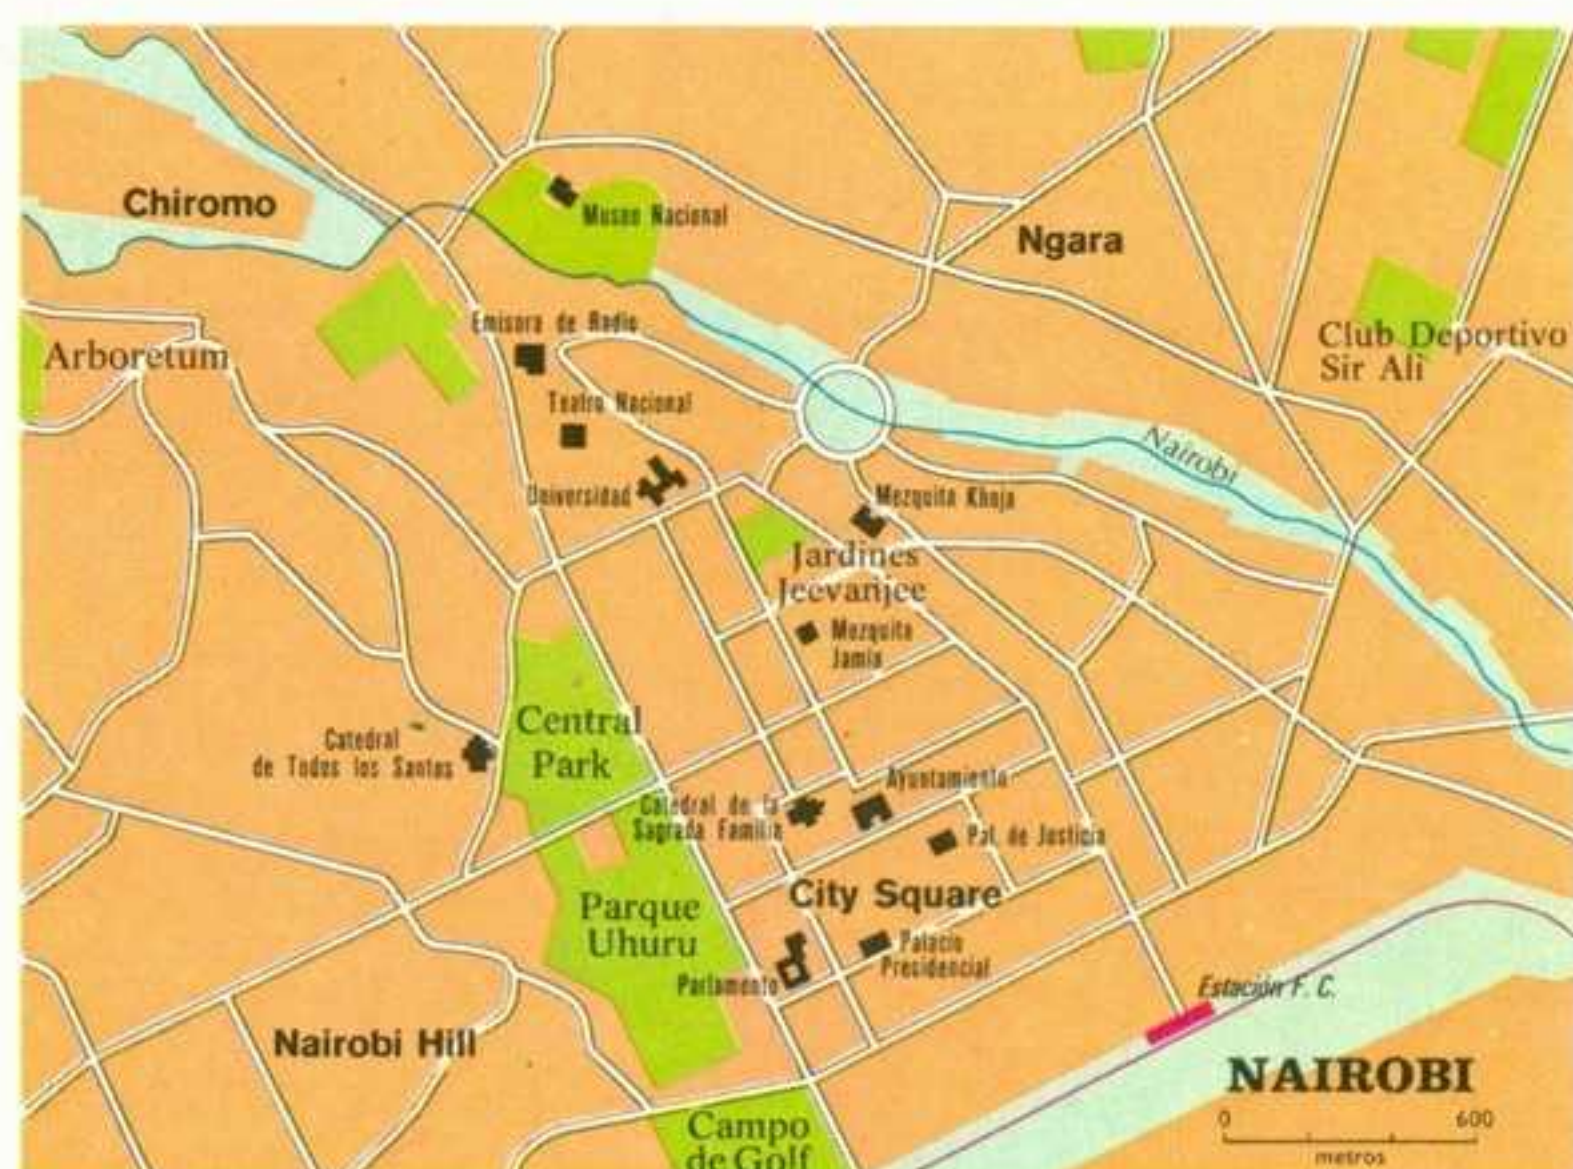 Chiromo
Museo Nacional
Ngara
Emisora de Radio
Arboretum
Club Deportivo
Sir Ali
Teatro Nacional
Nairobi
Universidad
Mezquita Khoja
Jardines
Jeevanjee
Mezquita
Jamia
Central
Park
Catedral
de Todos los Santos
Ayuntamiento
Catedral de la
Sagrada Familia
Pal. de Justicia
City Square
Parque
Uhuru
Palacio
Presidencial
Parlamento
Estación F. C.
Nairobi Hill
NAIROBI
0 600
metros
Campo
de Golf